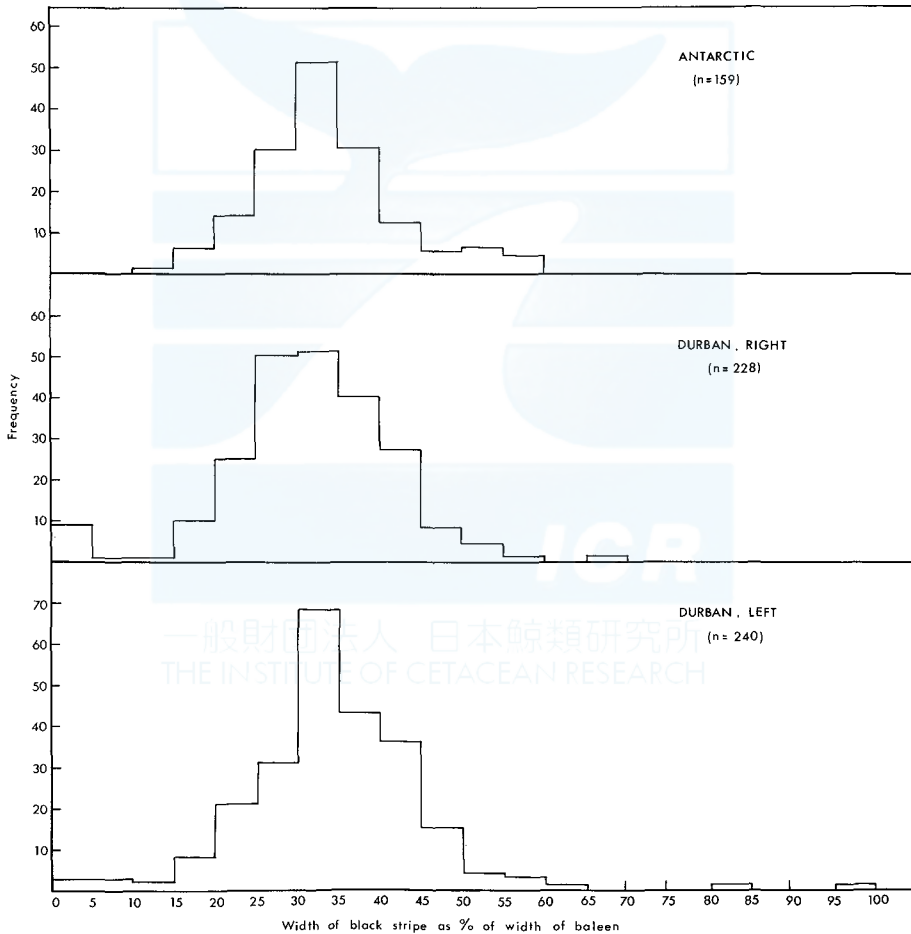 60
50
40
30
20
10
ANTARCTIC
(n=159)
60
50
40
30
20
10
DURBAN, RIGHT
(n= 228)
Frequency
ICR
70
60
50
40
30
20
10
DURBAN, LEFT
(n= 240)
一般財団法人 日本鯨類研究所
THE INSTITUTE OF CETACEAN RESEARCH
0 5 10 15 20 25 30 35 40 45 50 55 60 65 70 75 80 85 90 95 100
Width of black stripe as % of width of baleen